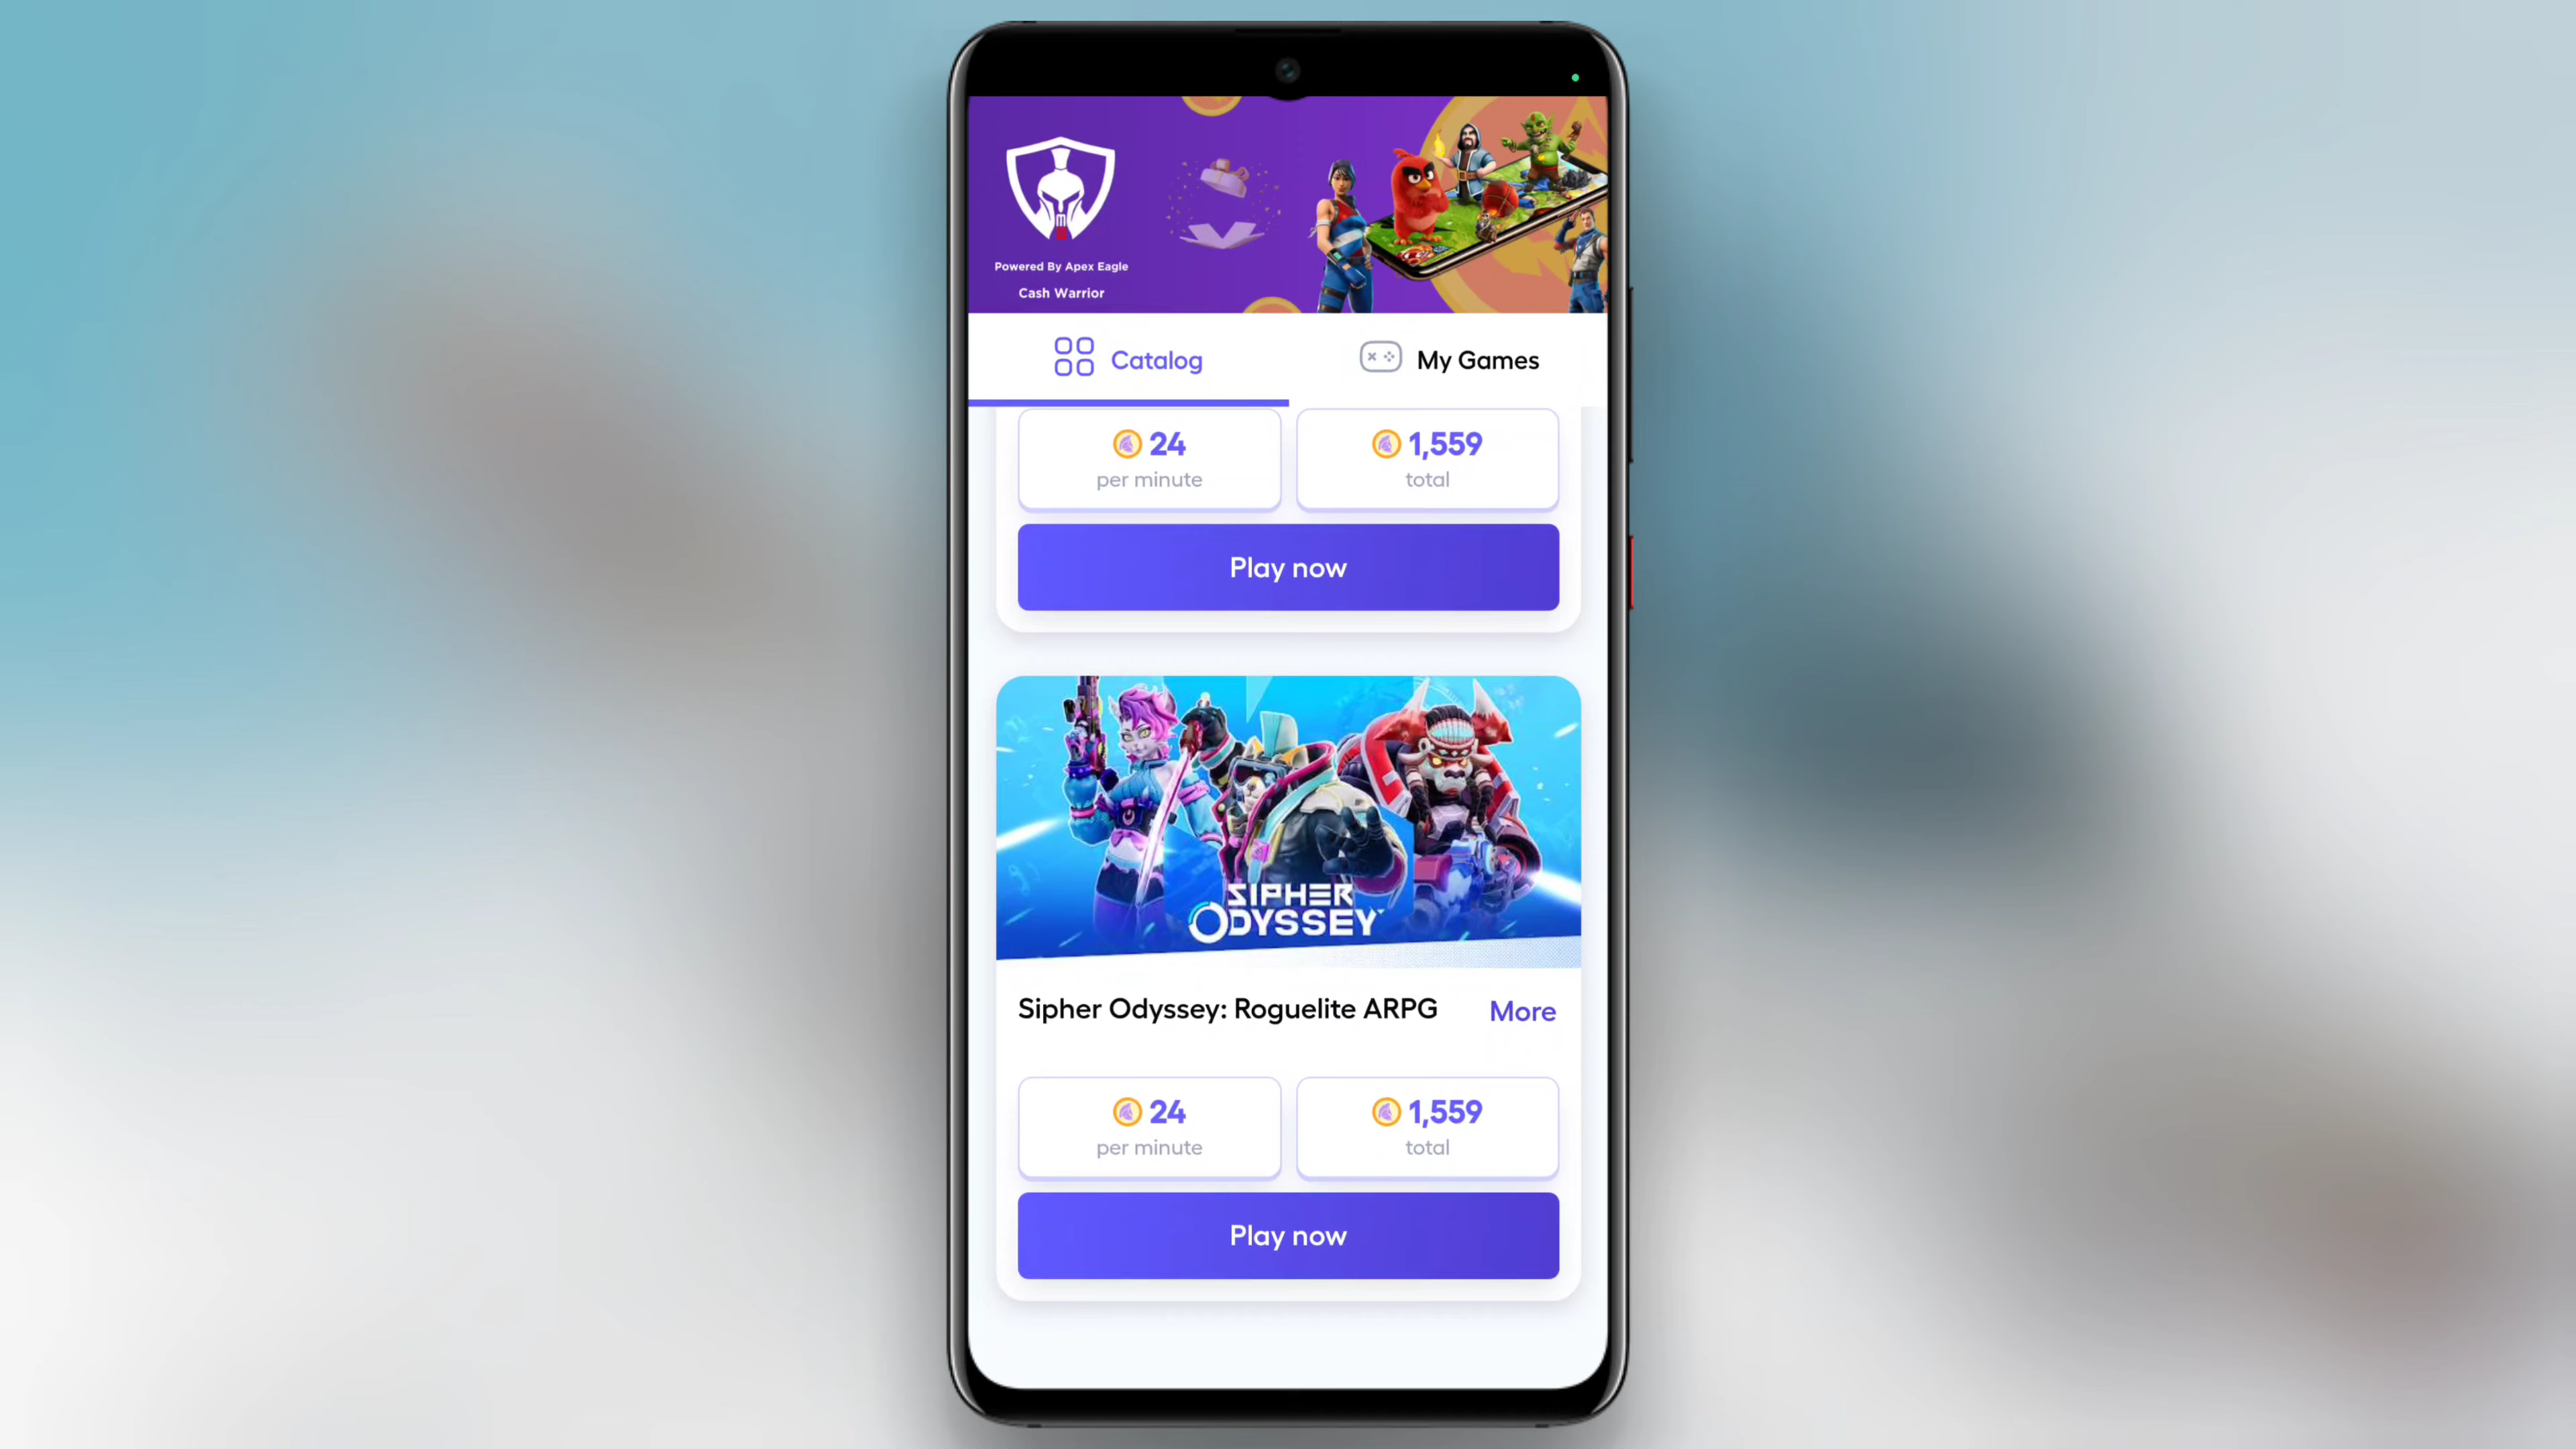 Powered By Apex Eagle
Cash Warrior
Catalog
My Games
24
per minute
1,559
total
Play now
SIPHER
ODYSSEY
Sipher Odyssey: Roguelite ARPG
More
24
per minute
1,559
total
Play now